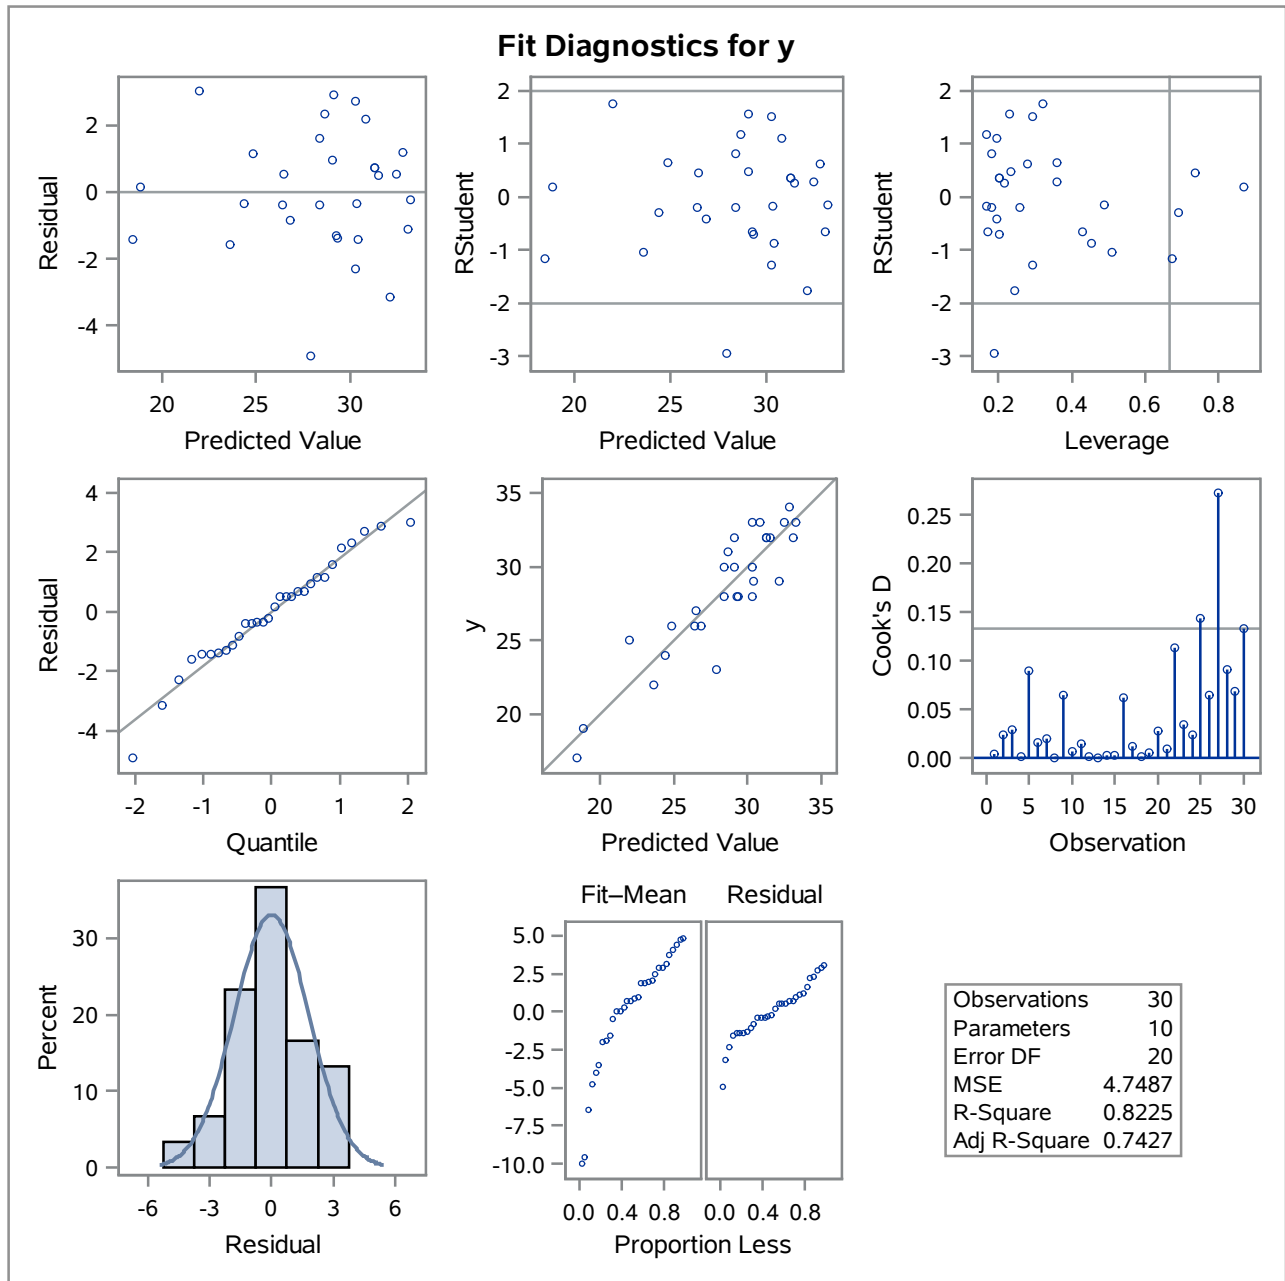 Fit Diagnostics for y
2
0
-2
-4
Residual
20 25 30
Predicted Value
2
1
0
-1
-2
-3
RStudent
20 25 30
Predicted Value
2
1
0
-1
-2
-3
RStudent
0.2 0.4 0.6 0.8
Leverage
4
2
0
-2
-4
Residual
-2 -1 0 1 2
Quantile
35
30
25
20
y
20 25 30 35
Predicted Value
0.25
0.20
0.15
0.10
0.05
0.00
Cook's D
0 5 10 15 20 25 30
Observation
30
20
10
0
Percent
-6 -3 0 3 6
Residual
Fit–Mean Residual
5.0
2.5
0.0
-2.5
-5.0
-7.5
-10.0
0.0 0.4 0.8 0.0 0.4 0.8
Proportion Less
Observations 30
Parameters 10
Error DF 20
MSE 4.7487
R-Square 0.8225
Adj R-Square 0.7427